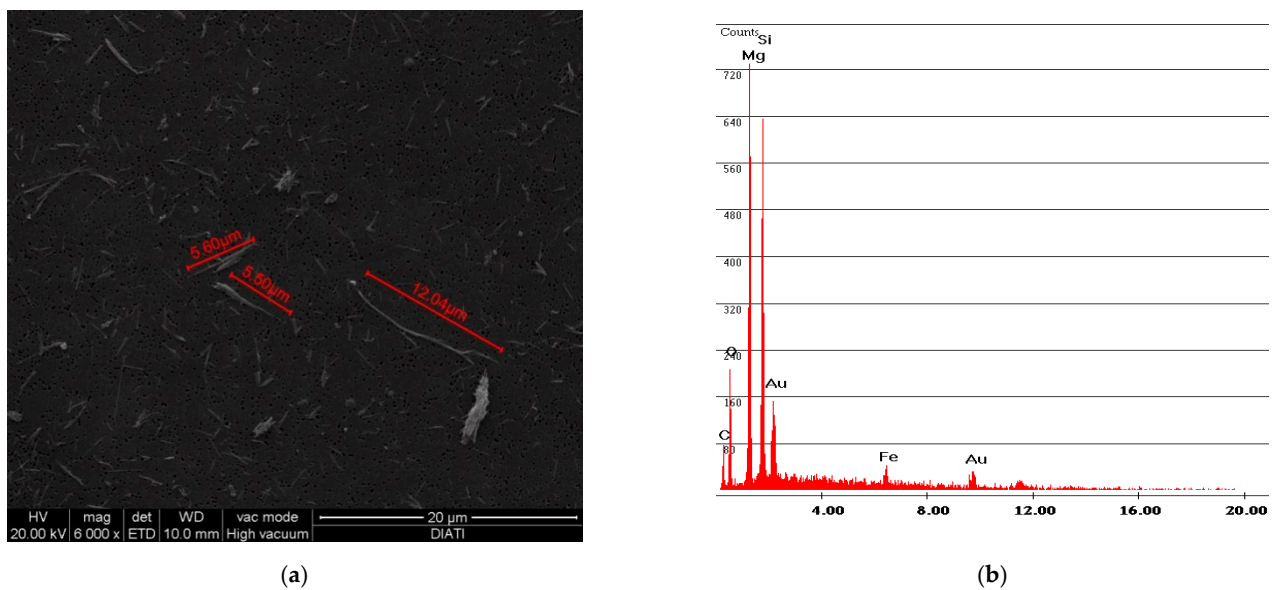 5.60µm
5.50µm
12.04µm
HV mag det WD vac mode 20 µm
20.00 kV 6 000 x ETD 10.0 mm High vacuum DIATI
(a)
Counts
Si
Mg
720
640
560
480
400
320
240
O
160
Au
80
C
Fe
Au
4.00 8.00 12.00 16.00 20.00
(b)